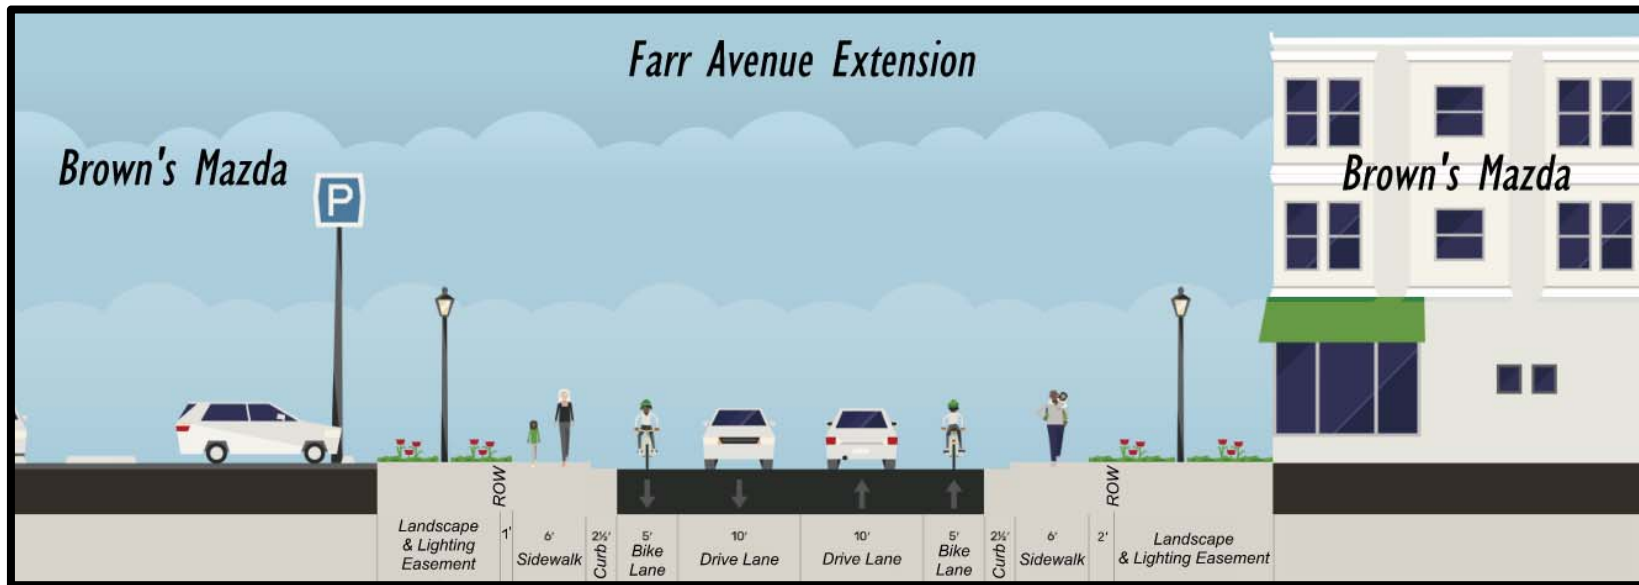 Farr Avenue Extension
Brown's Mazda
P
Brown's Mazda
ROW
ROW
Landscape
& Lighting
Easement
1'
6'
Sidewalk
2½'
Curb
5'
Bike
Lane
10'
Drive Lane
10'
Drive Lane
5'
Bike
Lane
2½'
Curb
6'
Sidewalk
2'
Landscape
& Lighting Easement